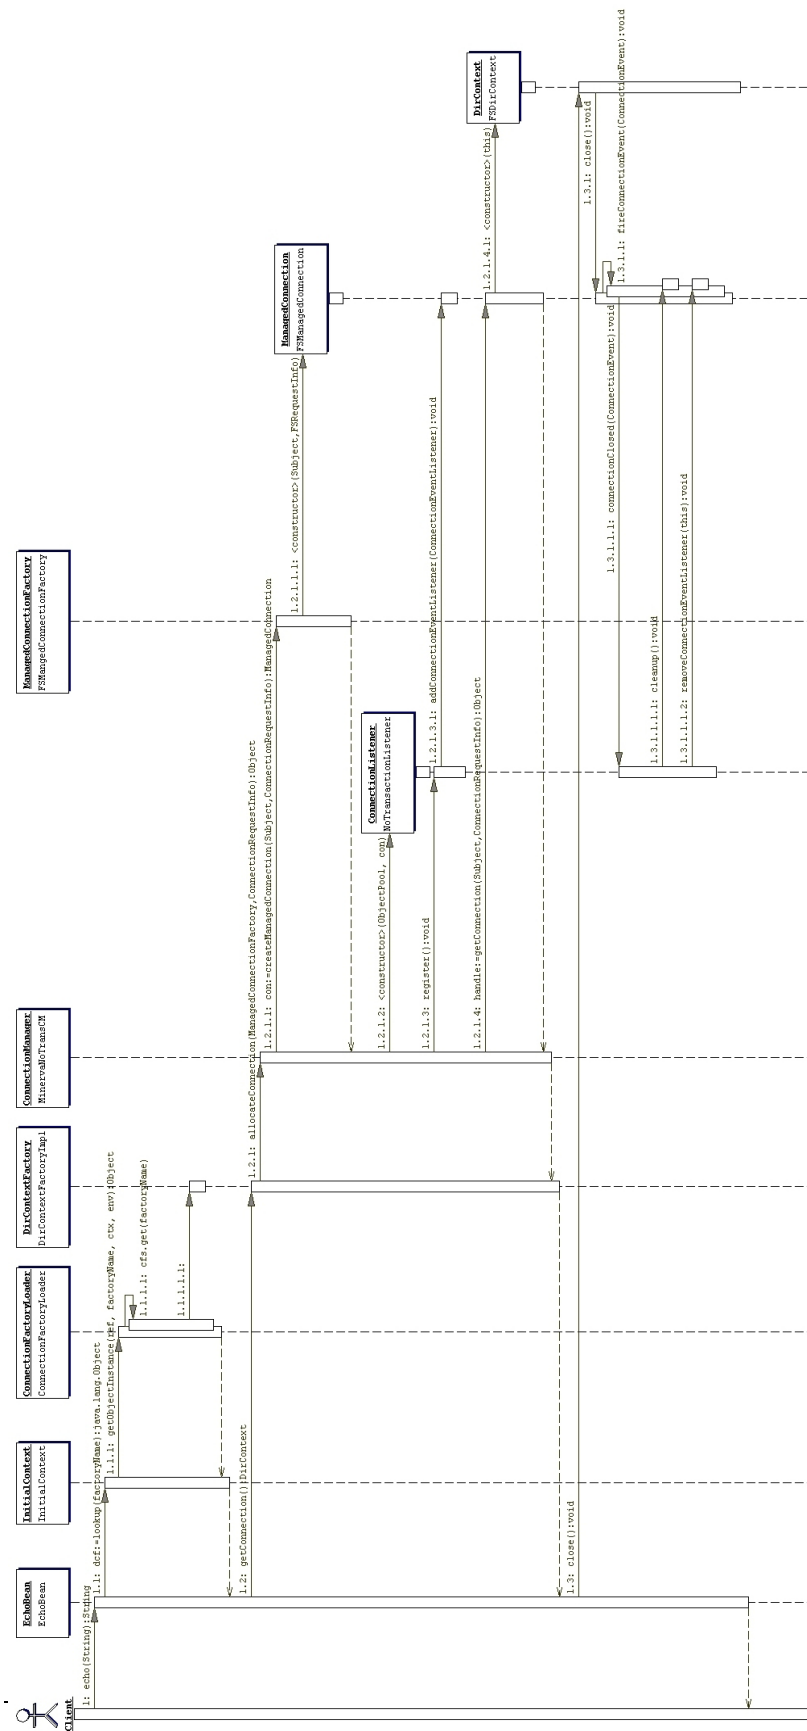 Client
EchoBean
EchoBean
InitialContext
InitialContext
ConnectionFactoryLoader
ConnectionFactoryLoader
DirContextFactory
DirContextFactoryImpl
ConnectionManager
MinervaNoTransCM
ManagedConnectionFactory
FSMangedConnectionFactory
1: echo(String):String
1.1: dcf:=lookup(factoryName):java.lang.Object
1.1.1: getObjectInstance(ref, factoryName, ctx, env):Object
1.1.1.1: cfs.get(factoryName)
1.1.1.1.1:
1.2: getConnection():DirContext
1.2.1: allocateConnection(ManagedConnectionFactory,ConnectionRequestInfo):Object
1.2.1.1: con:=createManagedConnection(Subject,ConnectionRequestInfo):ManagedConnection
1.2.1.1.1: <constructor>(Subject,FSRequestInfo)
ManagedConnection
FSManagedConnection
1.2.1.2: <constructor>(ObjectPool, con)
ConnectionListener
NoTransactionListener
1.2.1.3: register():void
1.2.1.3.1: addConnectionEventListener(ConnectionEventListener):void
1.2.1.4: handle:=getConnection(Subject,ConnectionRequestInfo):Object
1.2.1.4.1: <constructor>(this)
DirContext
FSDirContext
1.3: close():void
1.3.1: close():void
1.3.1.1: fireConnectionEvent(ConnectionEvent):void
1.3.1.1.1: connectionClosed(ConnectionEvent):void
1.3.1.1.1.1: cleanup():void
1.3.1.1.1.2: removeConnectionEventListener(this):void